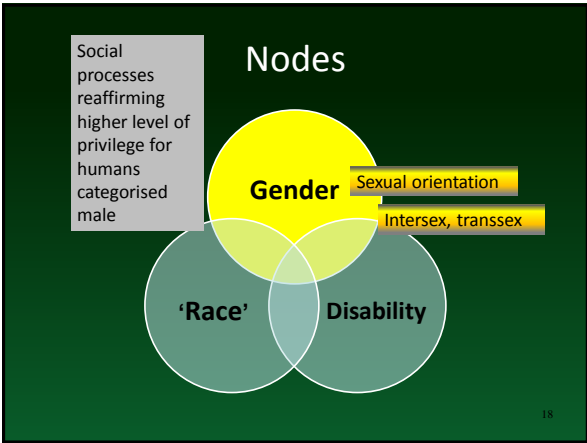 Nodes
Social
processes
reaffirming
higher level of
privilege for
humans
categorised
male
Gender
Sexual orientation
Intersex, transsex
‘Race’
Disability
18